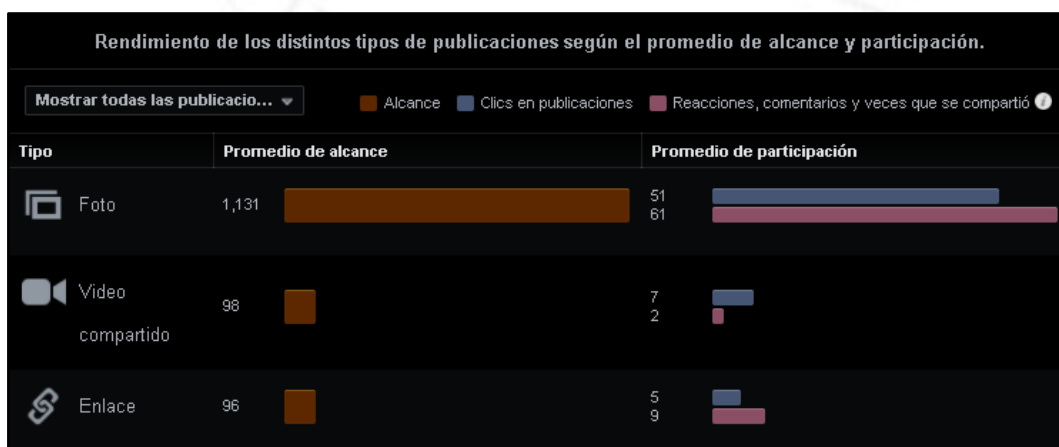 Rendimiento de los distintos tipos de publicaciones según el promedio de alcance y participación.
Mostrar todas las publicacio...
Alcance Clics en publicaciones Reacciones, comentarios y veces que se compartió
Tipo Promedio de alcance Promedio de participación
Foto 1,131 51
61
Video
compartido 98 7
2
Enlace 96 5
9